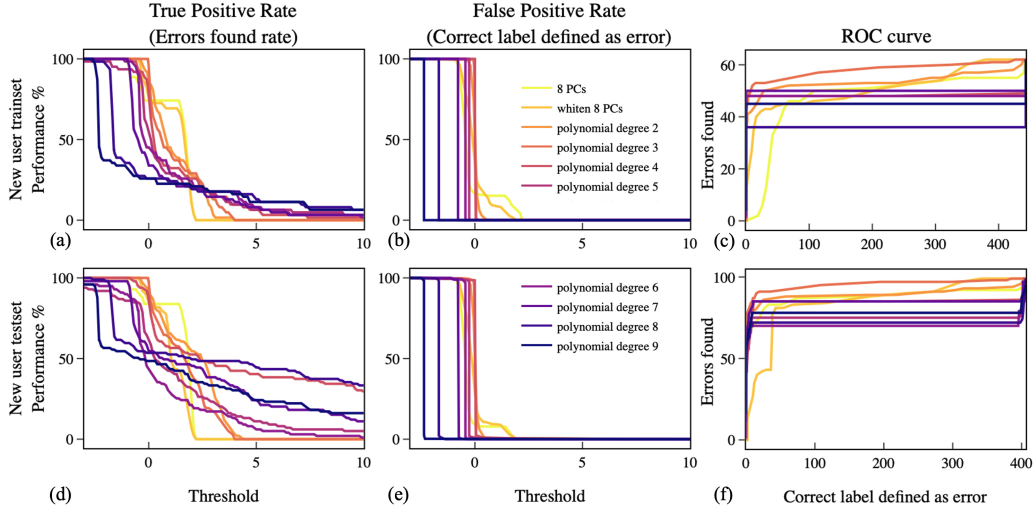 True Positive Rate
(Errors found rate)
False Positive Rate
(Correct label defined as error)
ROC curve
New user trainset
Performance %
100
50
0
0
5
10
(a)
100
50
0
0
5
10
(b)
8 PCs
whiten 8 PCs
polynomial degree 2
polynomial degree 3
polynomial degree 4
polynomial degree 5
Errors found
60
40
20
0
0
100
200
300
400
(c)
New user testset
Performance %
100
50
0
0
5
10
(d)
Threshold
100
50
0
0
5
10
(e)
Threshold
polynomial degree 6
polynomial degree 7
polynomial degree 8
polynomial degree 9
Errors found
100
50
0
0
100
200
300
400
(f)
Correct label defined as error